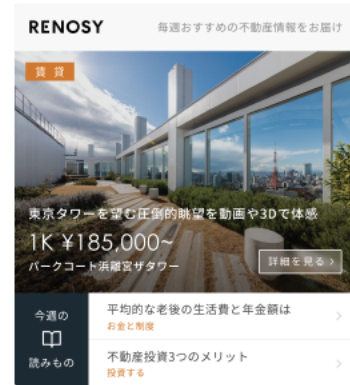 RENOSY
毎週おすすめの不動産情報をお届け
賃貸
東京タワーを望む圧倒的眺望を動画や3Dで体感
1K ¥185,000~
パークコート浜離宮ザタワー
詳細を見る
今週の
読みもの
平均的な老後の生活費と年金額は
お金と制度
不動産投資3つのメリット
投資する